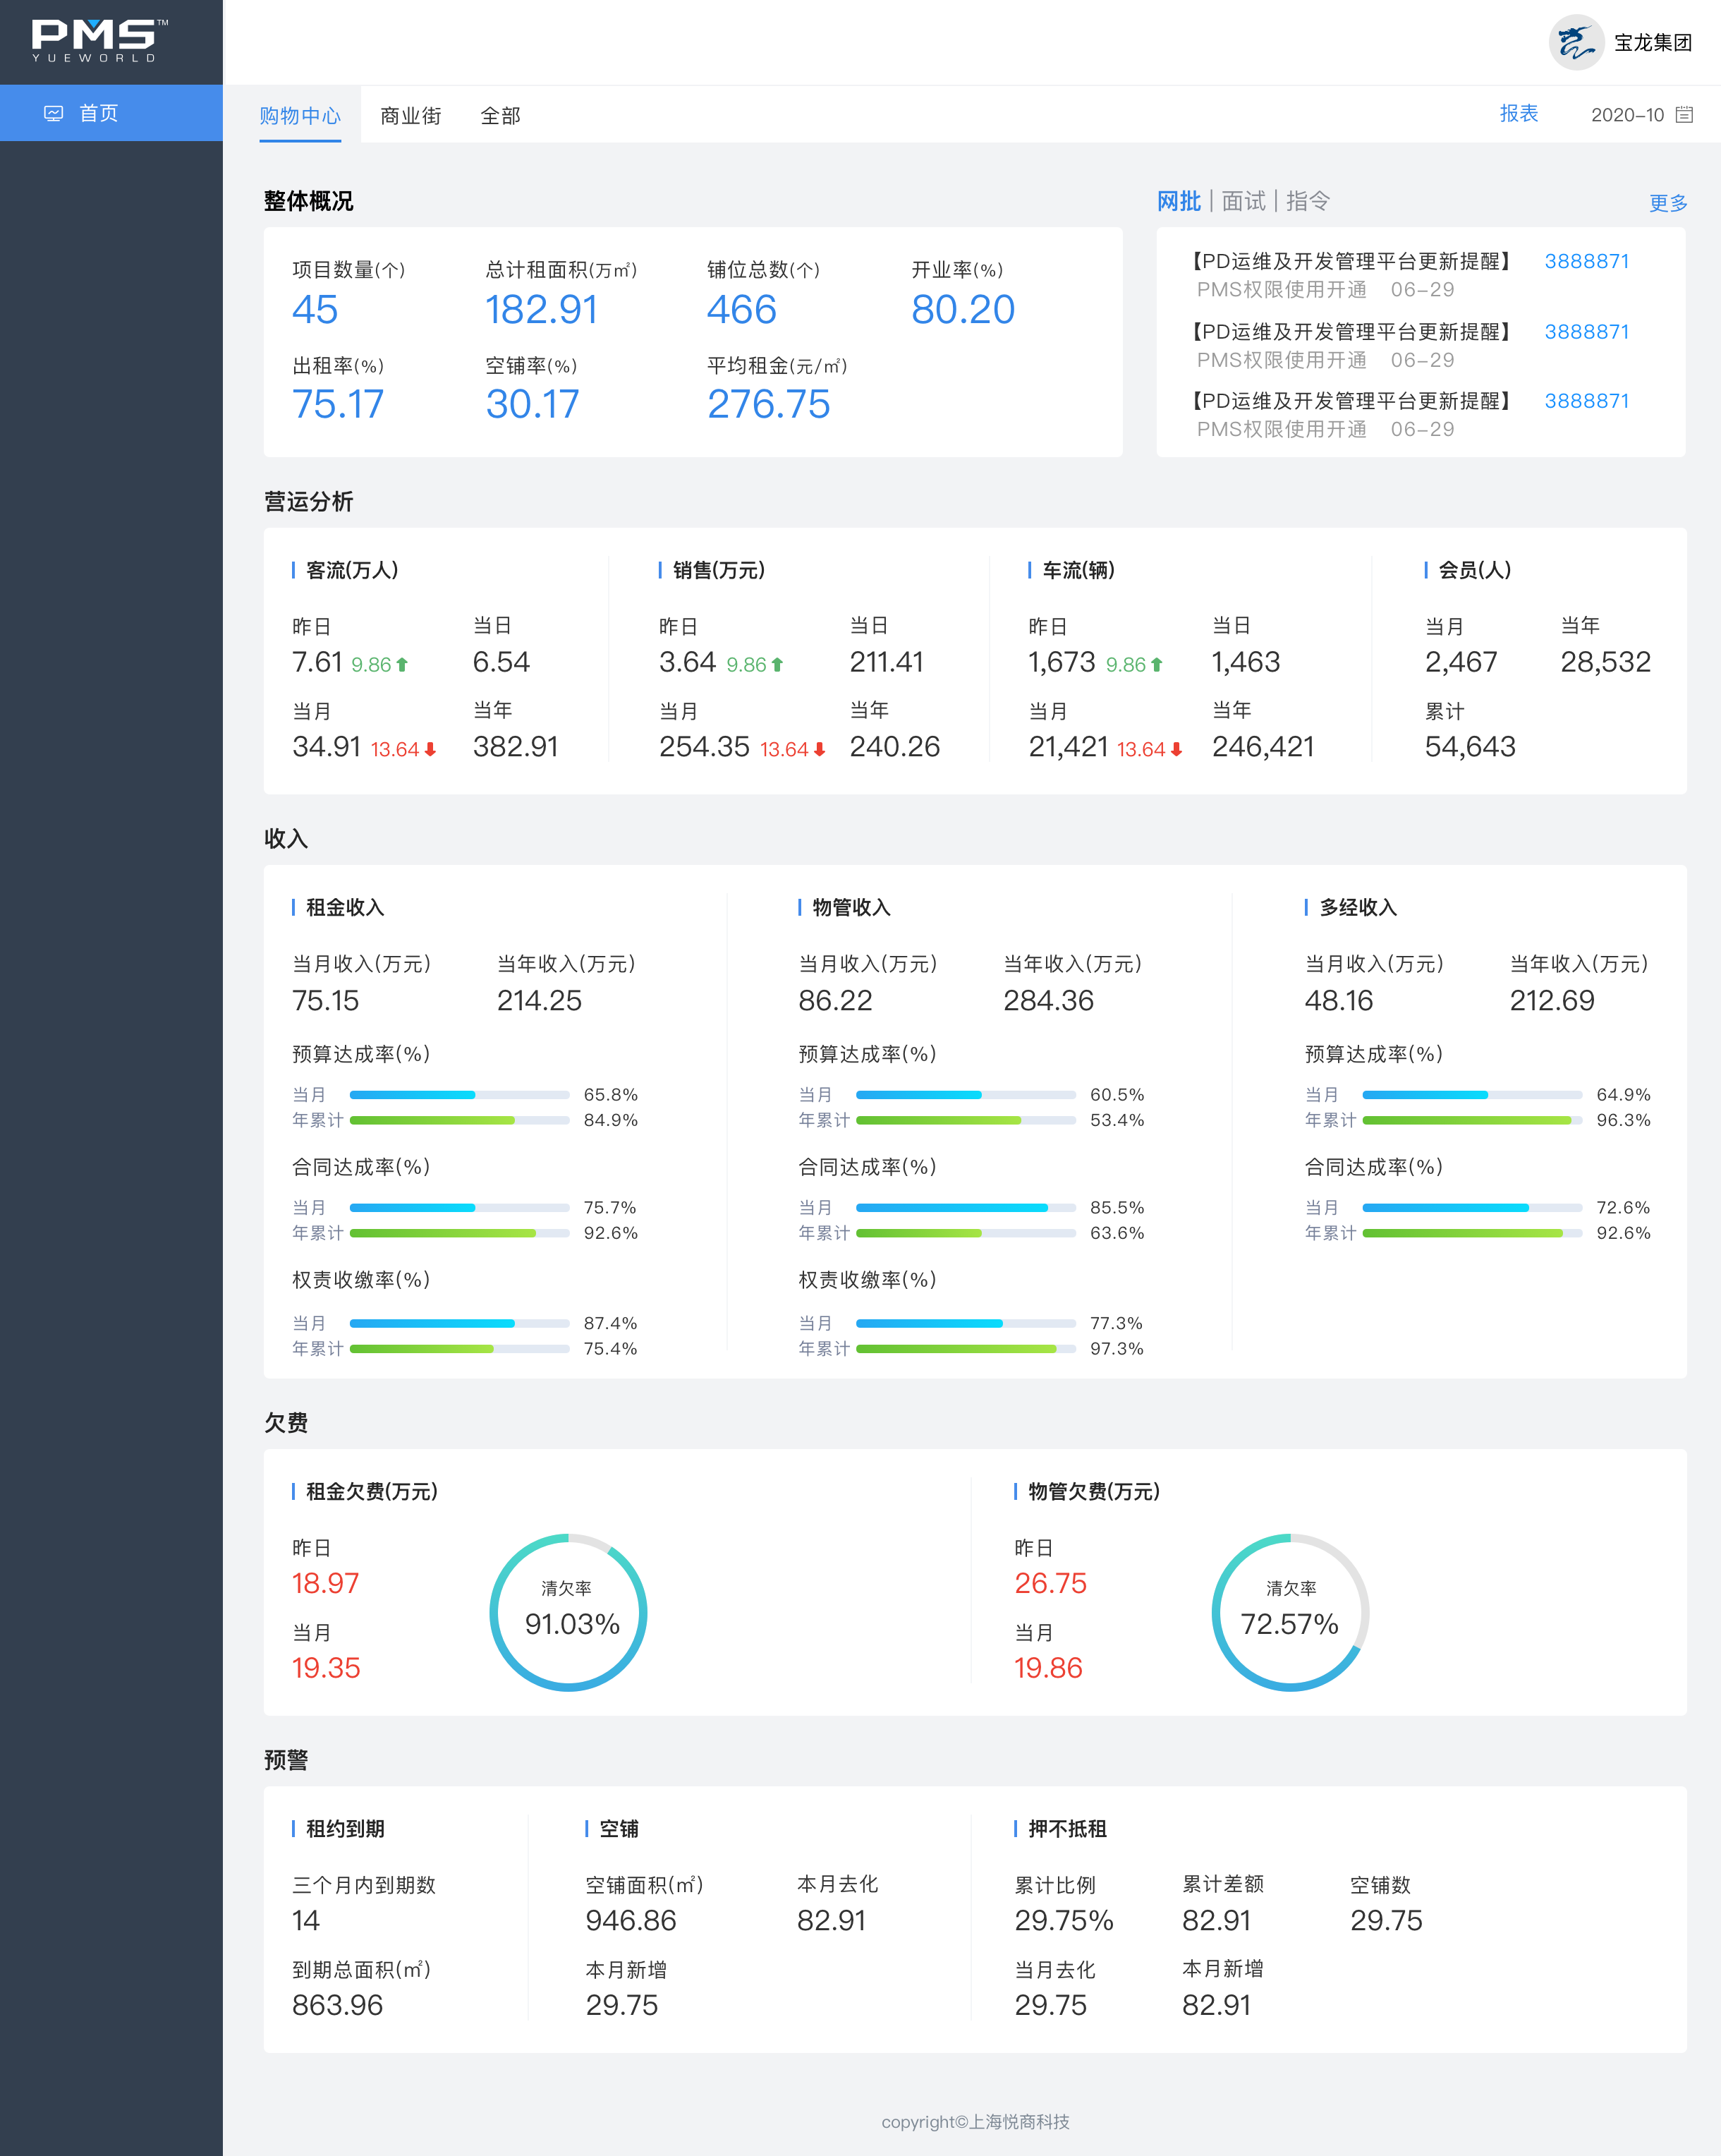 PMS™
YUEWORLD
宝龙集团
首页
购物中心 商业街 全部 报表 2020-10
整体概况
项目数量(个) 总计租面积(万㎡) 铺位总数(个) 开业率(%)
45 182.91 466 80.20
出租率(%) 空铺率(%) 平均租金(元/㎡)
75.17 30.17 276.75
网批 | 面试 | 指令 更多
【PD运维及开发管理平台更新提醒】 3888871
PMS权限使用开通 06-29
【PD运维及开发管理平台更新提醒】 3888871
PMS权限使用开通 06-29
【PD运维及开发管理平台更新提醒】 3888871
PMS权限使用开通 06-29
营运分析
客流(万人) 销售(万元) 车流(辆) 会员(人)
昨日 当日 昨日 当日 昨日 当日 当月 当年
7.61 9.86 6.54 3.64 9.86 211.41 1,673 9.86 1,463 2,467 28,532
当月 当年 当月 当年 当月 当年 累计
34.91 13.64 382.91 254.35 13.64 240.26 21,421 13.64 246,421 54,643
收入
租金收入 物管收入 多经收入
当月收入(万元) 当年收入(万元) 当月收入(万元) 当年收入(万元) 当月收入(万元) 当年收入(万元)
75.15 214.25 86.22 284.36 48.16 212.69
预算达成率(%) 预算达成率(%) 预算达成率(%)
当月 65.8% 当月 60.5% 当月 64.9%
年累计 84.9% 年累计 53.4% 年累计 96.3%
合同达成率(%) 合同达成率(%) 合同达成率(%)
当月 75.7% 当月 85.5% 当月 72.6%
年累计 92.6% 年累计 63.6% 年累计 92.6%
权责收缴率(%) 权责收缴率(%)
当月 87.4% 当月 77.3%
年累计 75.4% 年累计 97.3%
欠费
租金欠费(万元) 物管欠费(万元)
昨日 昨日
18.97 清欠率 26.75 清欠率
当月 91.03% 当月 72.57%
19.35 19.86
预警
租约到期 空铺 押不抵租
三个月内到期数 空铺面积(㎡) 本月去化 累计比例 累计差额 空铺数
14 946.86 82.91 29.75% 82.91 29.75
到期总面积(㎡) 本月新增 当月去化 本月新增
863.96 29.75 29.75 82.91
copyright©上海悦商科技